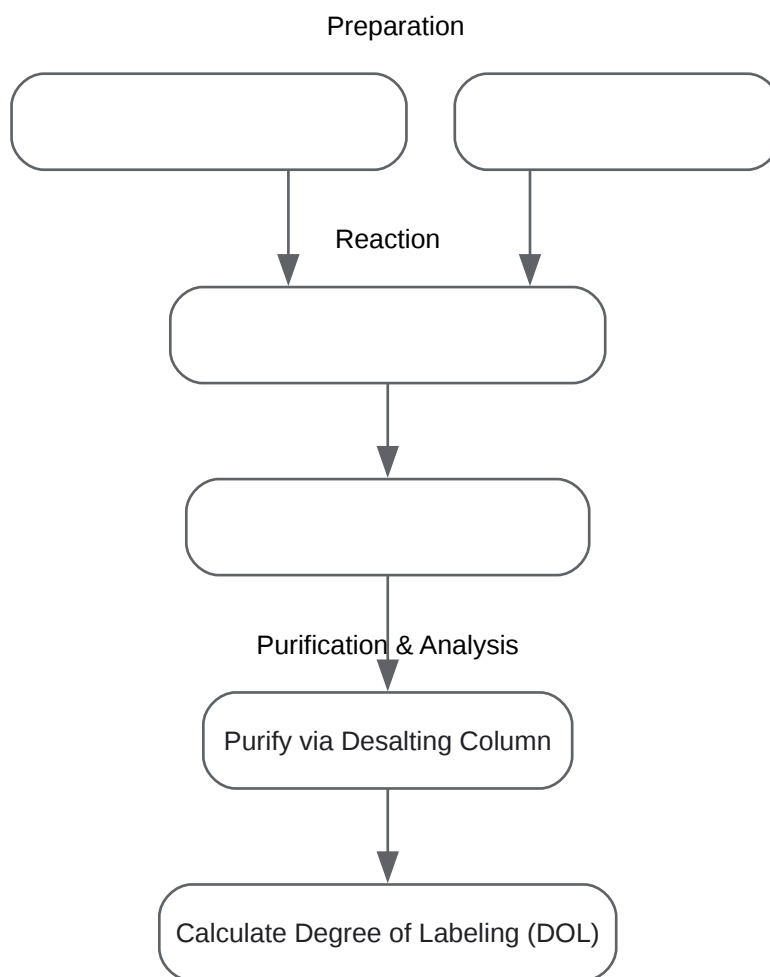 Preparation
Reaction
Purification & Analysis
Purify via Desalting Column
Calculate Degree of Labeling (DOL)